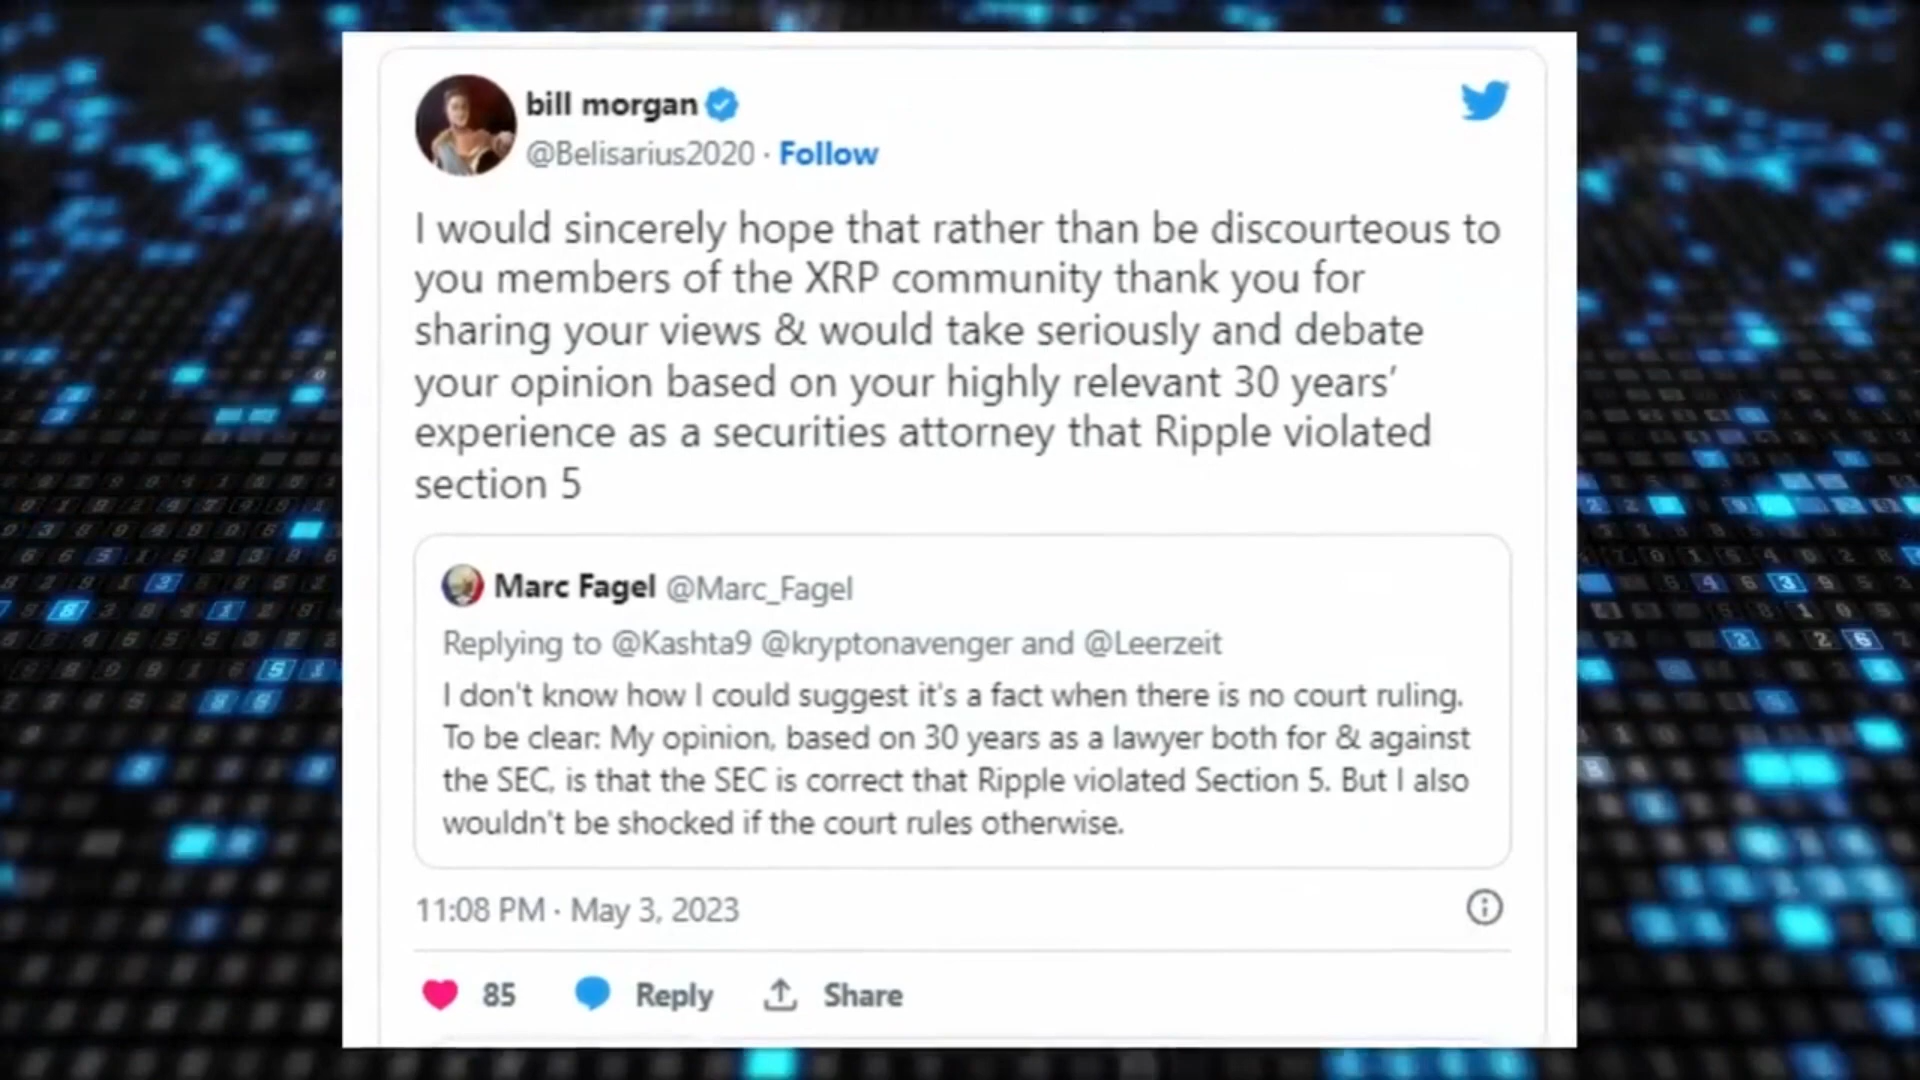 bill morgan
@Belisarius2020 · Follow
I would sincerely hope that rather than be discourteous to
you members of the XRP community thank you for
sharing your views & would take seriously and debate
your opinion based on your highly relevant 30 years’
experience as a securities attorney that Ripple violated
section 5
Marc Fagel @Marc_Fagel
Replying to @Kashta9 @kryptonavenger and @Leerzeit
I don't know how I could suggest it's a fact when there is no court ruling.
To be clear: My opinion, based on 30 years as a lawyer both for & against
the SEC, is that the SEC is correct that Ripple violated Section 5. But I also
wouldn't be shocked if the court rules otherwise.
11:08 PM · May 3, 2023
85 Reply Share